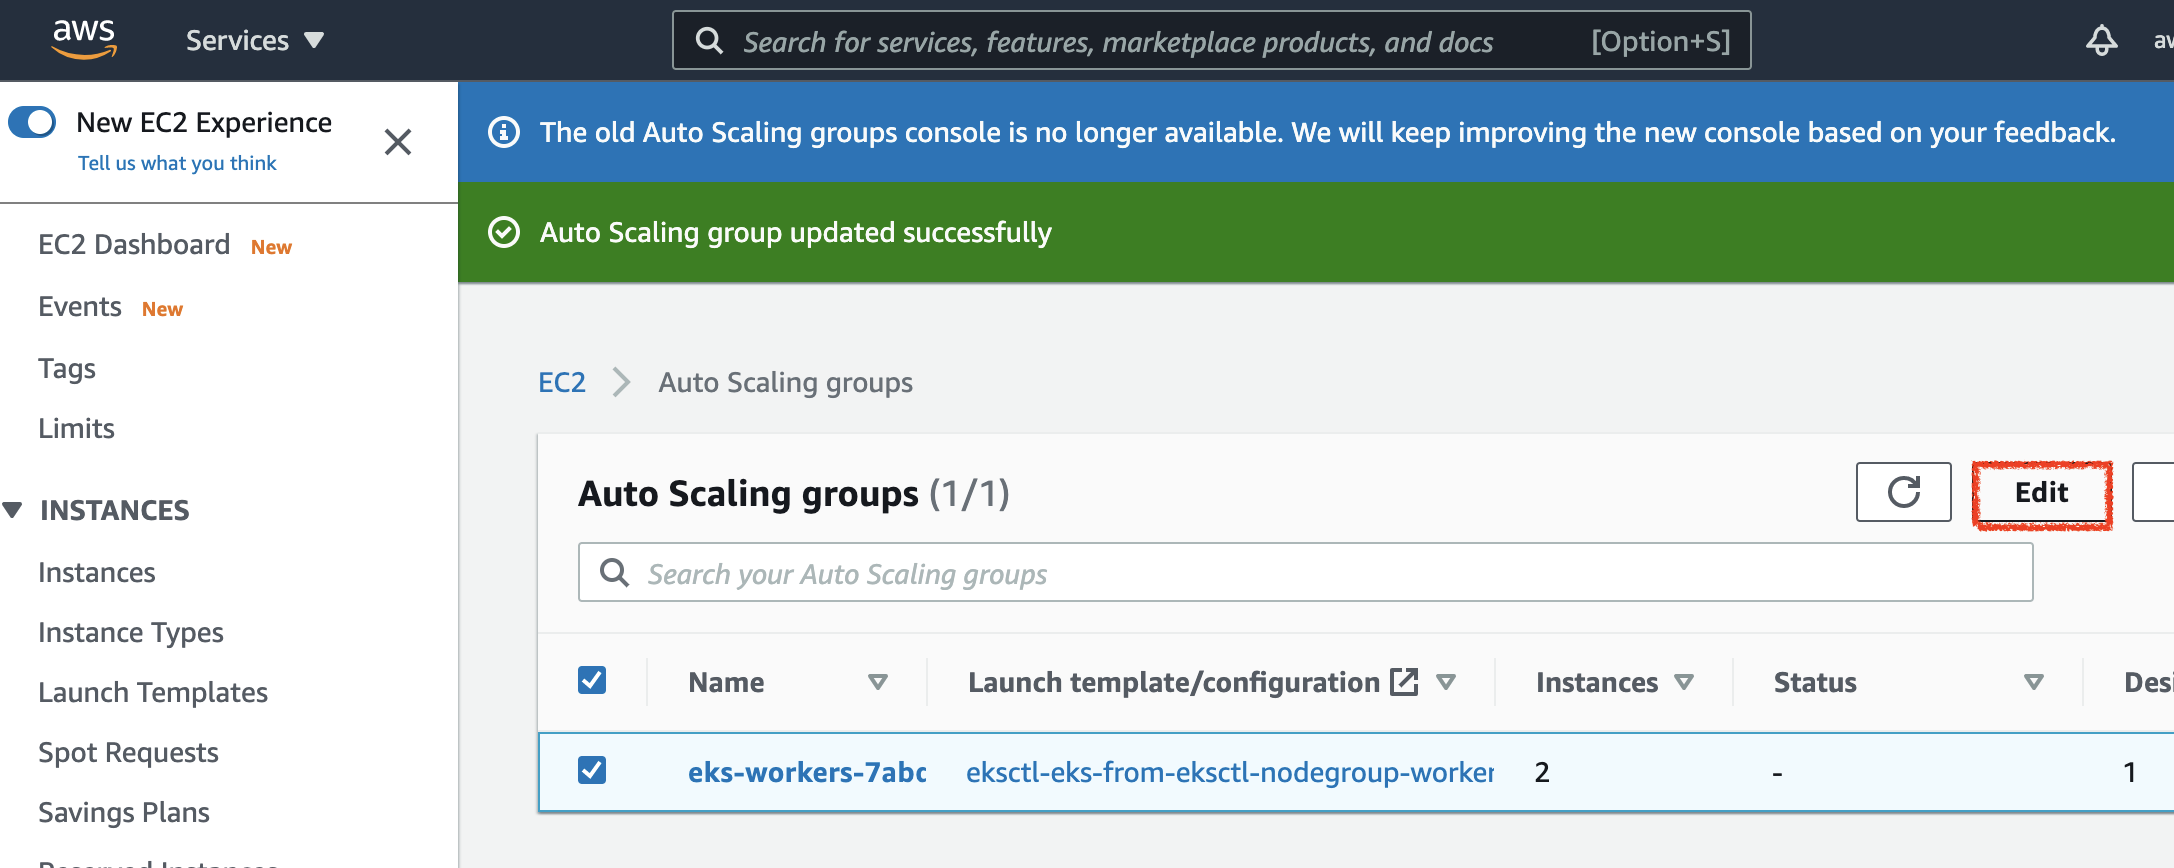 aws Services Search for services, features, marketplace products, and docs [Option+S]
New EC2 Experience
Tell us what you think
The old Auto Scaling groups console is no longer available. We will keep improving the new console based on your feedback.
Auto Scaling group updated successfully
EC2 Dashboard New
Events New
Tags
Limits
INSTANCES
Instances
Instance Types
Launch Templates
Spot Requests
Savings Plans
EC2 Auto Scaling groups
Auto Scaling groups (1/1) Edit
Search your Auto Scaling groups
Name Launch template/configuration Instances Status
eks-workers-7abc eksctl-eks-from-eksctl-nodegroup-worker 2 - 1